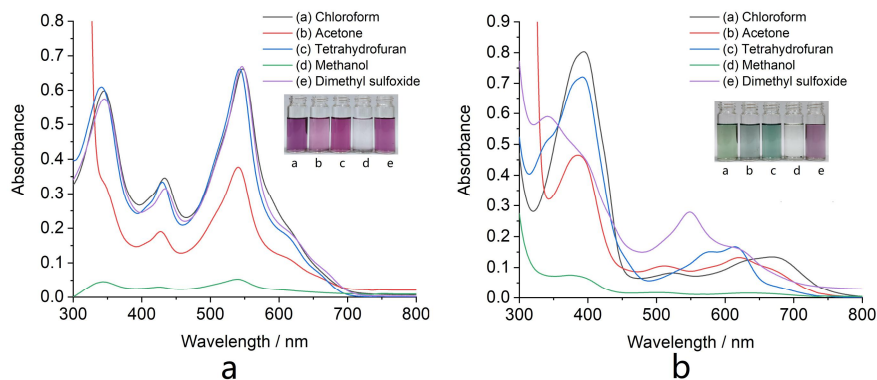 0.8
0.7
0.6
0.5
0.4
0.3
0.2
0.1
0.0
Absorbance
(a) Chloroform
(b) Acetone
(c) Tetrahydrofuran
(d) Methanol
(e) Dimethyl sulfoxide
a b c d e
300 400 500 600 700 800
Wavelength / nm
a
0.9
0.8
0.7
0.6
0.5
0.4
0.3
0.2
0.1
0.0
Absorbance
(a) Chloroform
(b) Acetone
(c) Tetrahydrofuran
(d) Methanol
(e) Dimethyl sulfoxide
a b c d e
300 400 500 600 700 800
Wavelength / nm
b